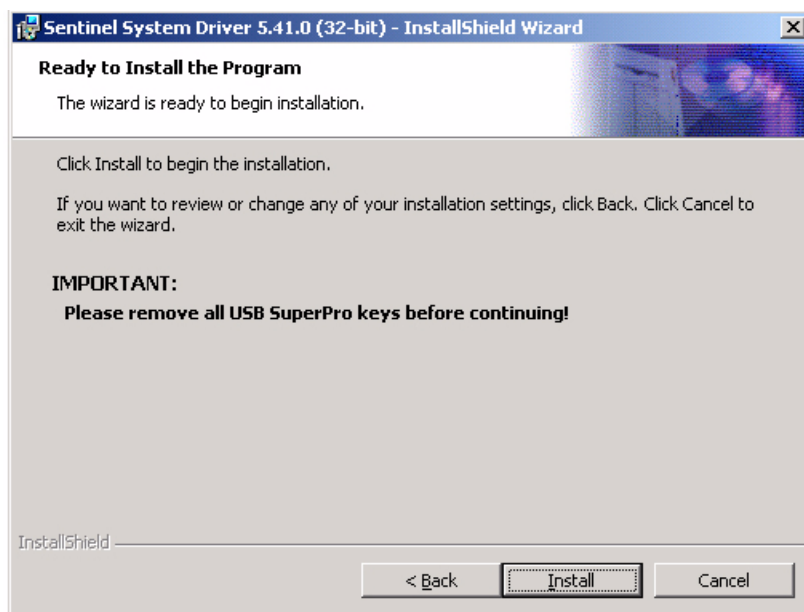 Sentinel System Driver 5.41.0 (32-bit) - InstallShield Wizard
Ready to Install the Program
The wizard is ready to begin installation.
Click Install to begin the installation.
If you want to review or change any of your installation settings, click Back. Click Cancel to
exit the wizard.
IMPORTANT:
Please remove all USB SuperPro keys before continuing!
InstallShield
< Back Install Cancel